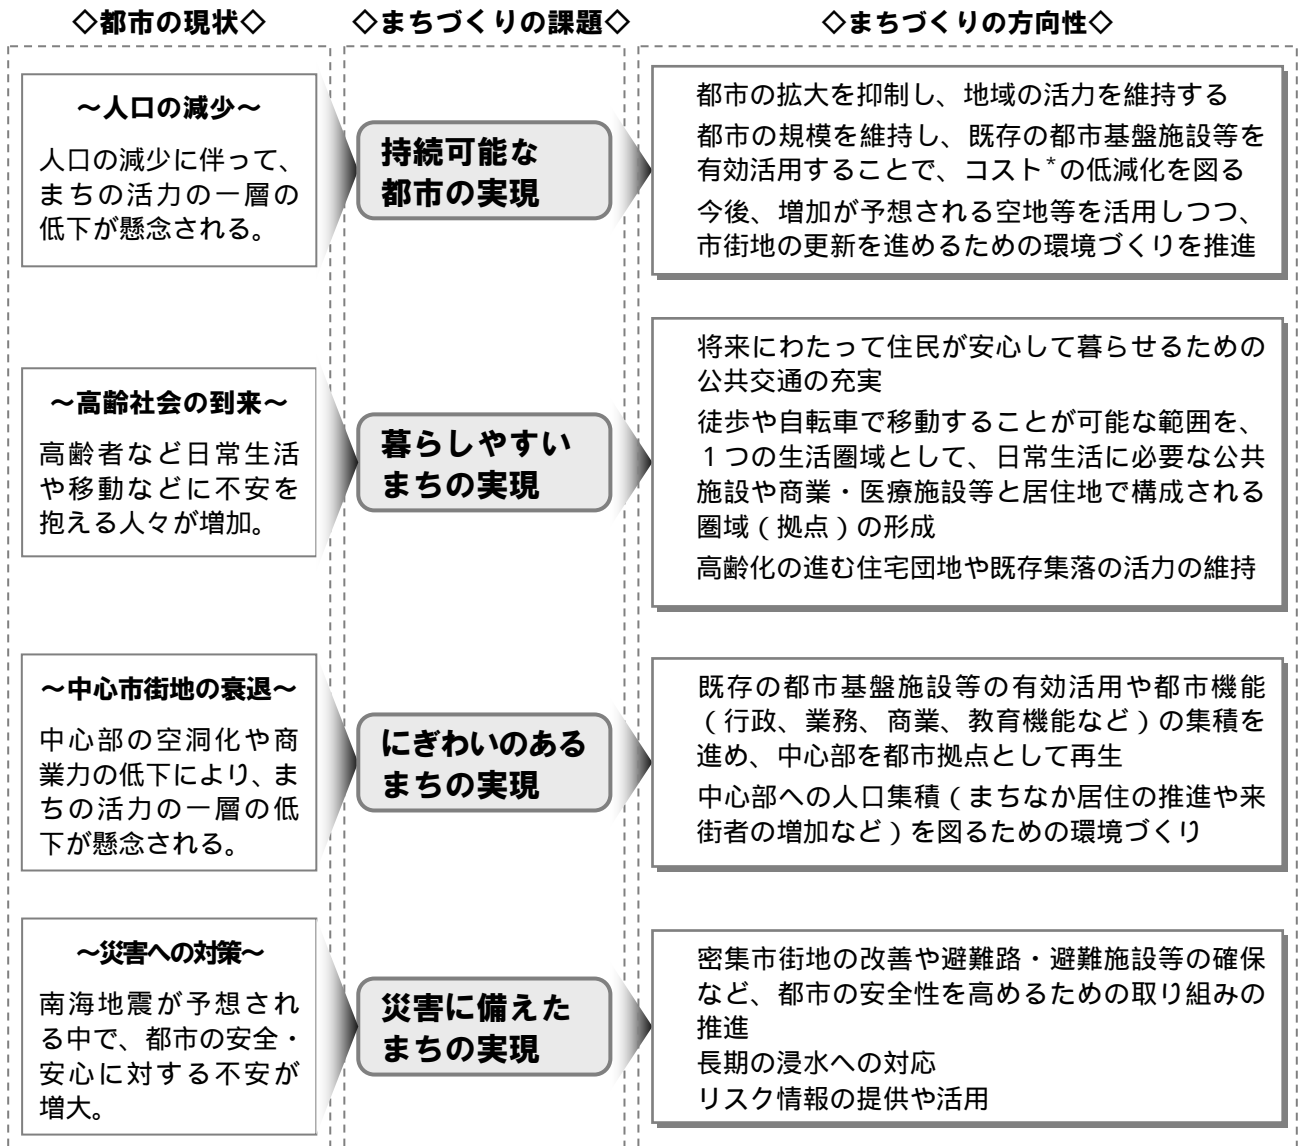 ◇都市の現状◇
◇まちづくりの課題◇
◇まちづくりの方向性◇
～人口の減少～
人口の減少に伴って、
まちの活力の一層の
低下が懸念される。
持続可能な
都市の実現
都市の拡大を抑制し、地域の活力を維持する
都市の規模を維持し、既存の都市基盤施設等を
有効活用することで、コスト*の低減化を図る
今後、増加が予想される空地等を活用しつつ、
市街地の更新を進めるための環境づくりを推進
～高齢社会の到来～
高齢者など日常生活
や移動などに不安を
抱える人々が増加。
暮らしやすい
まちの実現
将来にわたって住民が安心して暮らせるための
公共交通の充実
徒歩や自転車で移動することが可能な範囲を、
１つの生活圏域として、日常生活に必要な公共
施設や商業・医療施設等と居住地で構成される
圏域（拠点）の形成
高齢化の進む住宅団地や既存集落の活力の維持
～中心市街地の衰退～
中心部の空洞化や商
業力の低下により、ま
ちの活力の一層の低
下が懸念される。
にぎわいのある
まちの実現
既存の都市基盤施設等の有効活用や都市機能
（行政、業務、商業、教育機能など）の集積を
進め、中心部を都市拠点として再生
中心部への人口集積（まちなか居住の推進や来
街者の増加など）を図るための環境づくり
～災害への対策～
南海地震が予想され
る中で、都市の安全・
安心に対する不安が
増大。
災害に備えた
まちの実現
密集市街地の改善や避難路・避難施設等の確保
など、都市の安全性を高めるための取り組みの
推進
長期の浸水への対応
リスク情報の提供や活用